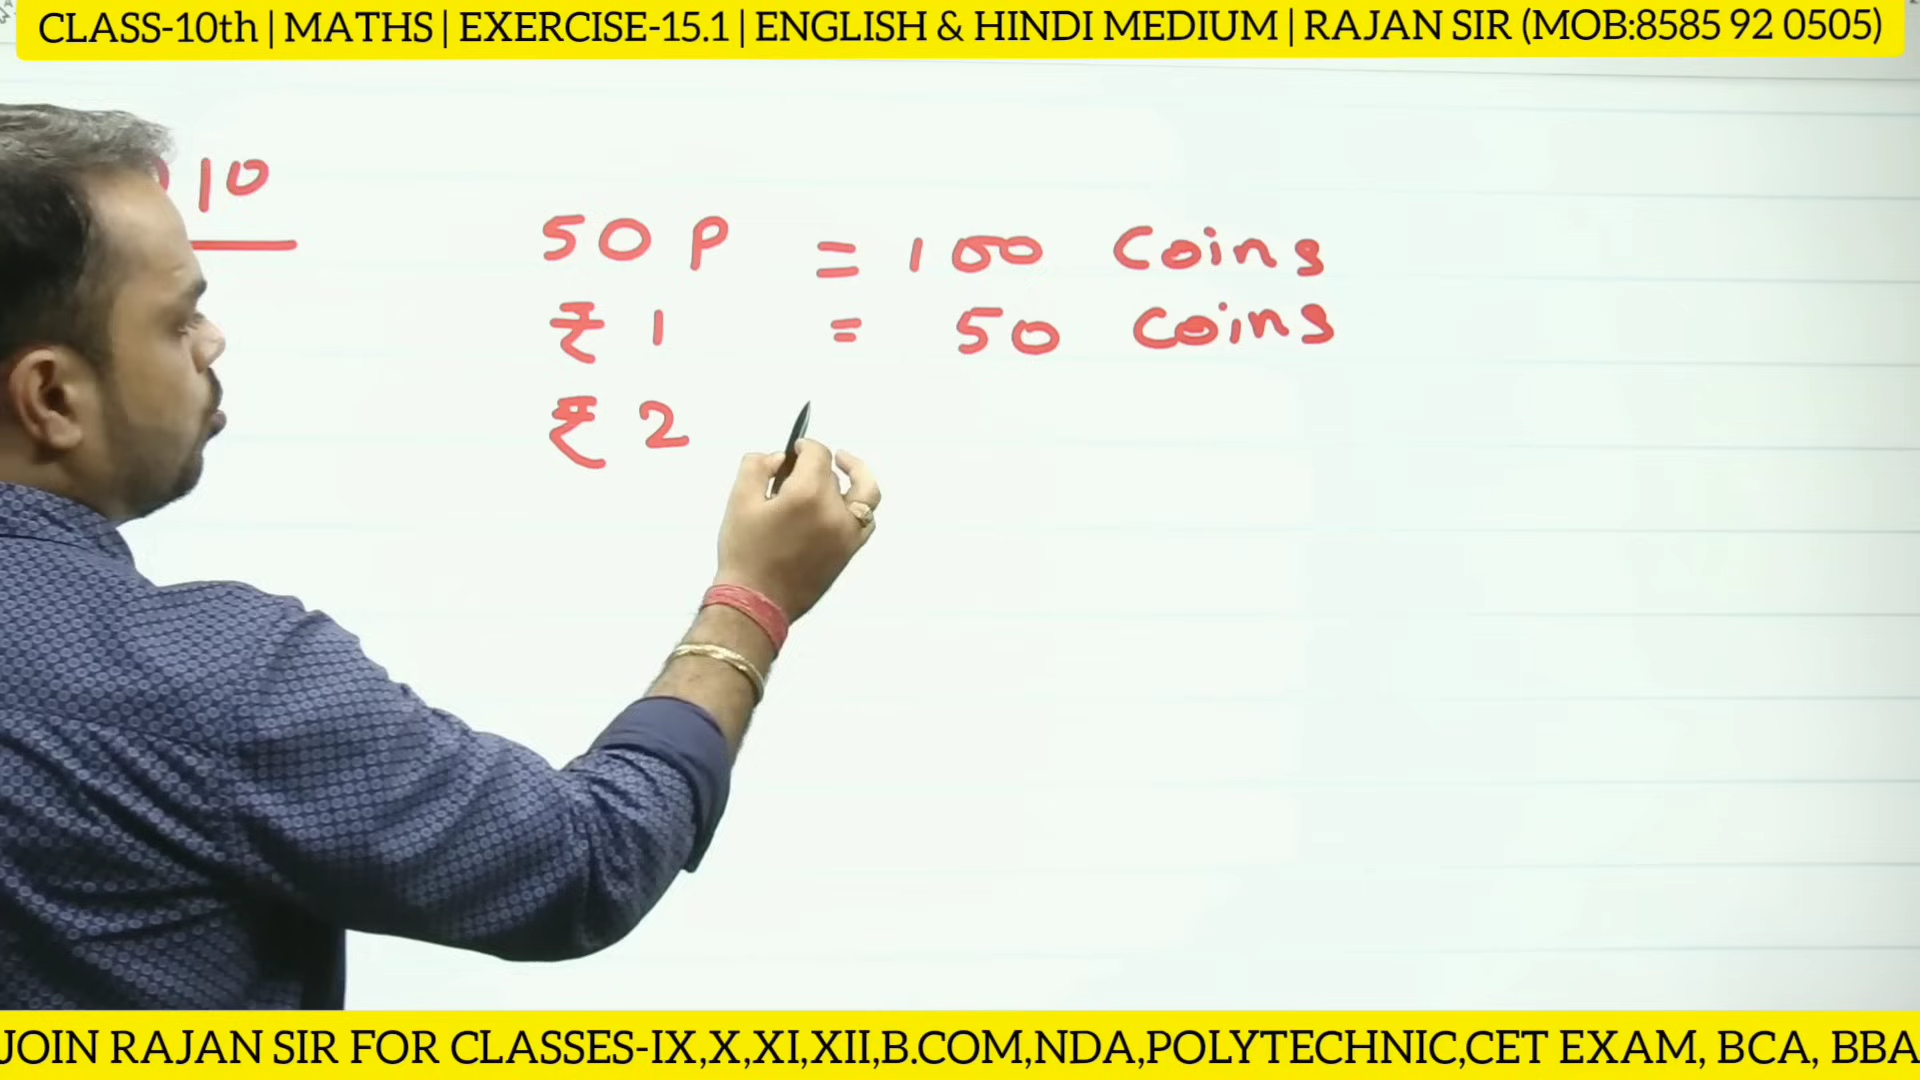 CLASS-10th | MATHS | EXERCISE-15.1 | ENGLISH & HINDI MEDIUM | RAJAN SIR (MOB:8585 92 0505)
10
50 P = 100 Coins
₹ 1 = 50 Coins
₹ 2
JOIN RAJAN SIR FOR CLASSES-IX,X,XI,XII,B.COM,NDA,POLYTECHNIC,CET EXAM, BCA, BBA